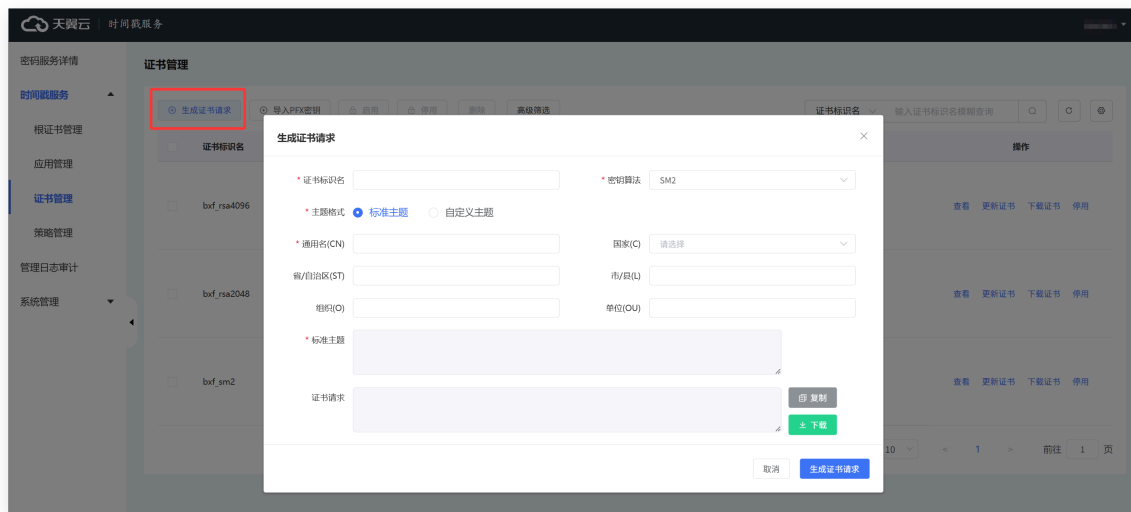 天翼云 时间戳服务
密码服务详情
时间戳服务
根证书管理
应用管理
证书管理
策略管理
管理日志审计
系统管理
证书管理
生成证书请求 导入PFX密钥 启用 停用 删除 高级筛选 证书标识名 输入证书标识名模糊查询
证书标识名 操作
bxf_rsa4096 查看 更新证书 下载证书 停用
bxf_rsa2048 查看 更新证书 下载证书 停用
bxf_sm2 查看 更新证书 下载证书 停用
10 < 1 > 前往 1 页
生成证书请求
* 证书标识名 * 密钥算法 SM2
* 主题格式 标准主题 自定义主题
* 通用名(CN) 国家(C) 请选择
省/自治区(ST) 市/县(L)
组织(O) 单位(OU)
* 标准主题
证书请求 复制
下载
取消 生成证书请求